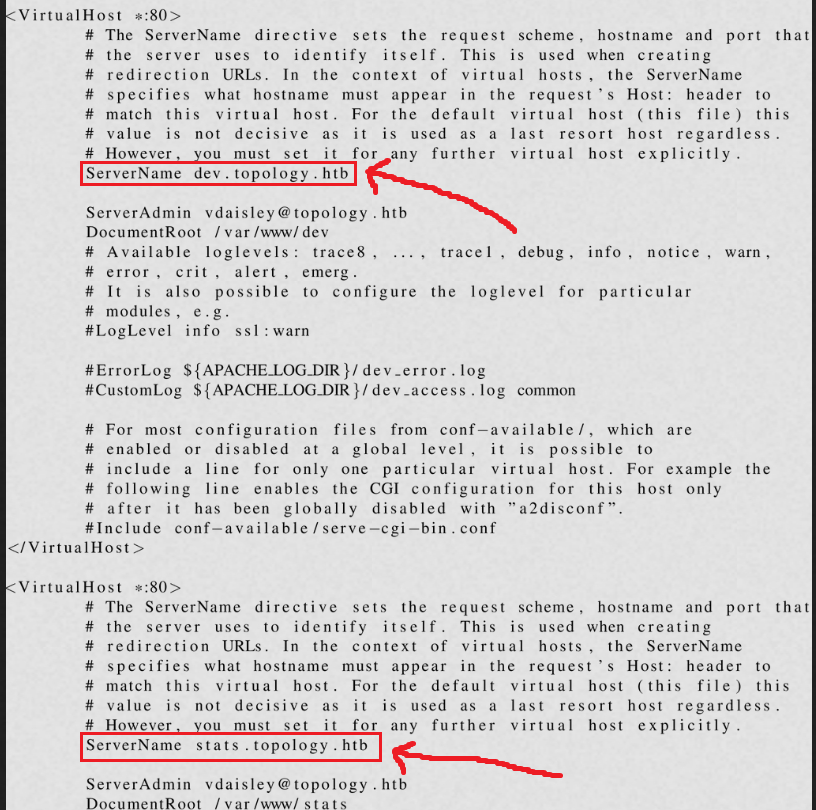 <VirtualHost *:80>
# The ServerName directive sets the request scheme, hostname and port that
# the server uses to identify itself. This is used when creating
# redirection URLs. In the context of virtual hosts, the ServerName
# specifies what hostname must appear in the request's Host: header to
# match this virtual host. For the default virtual host (this file) this
# value is not decisive as it is used as a last resort host regardless.
# However, you must set it for any further virtual host explicitly.
ServerName dev.topology.htb
ServerAdmin vdaisley@topology.htb
DocumentRoot /var/www/dev
# Available loglevels: trace8, ..., trace1, debug, info, notice, warn,
# error, crit, alert, emerg.
# It is also possible to configure the loglevel for particular
# modules, e.g.
#LogLevel info ssl:warn
#ErrorLog ${APACHE_LOG_DIR}/dev_error.log
#CustomLog ${APACHE_LOG_DIR}/dev_access.log common
# For most configuration files from conf−available/, which are
# enabled or disabled at a global level, it is possible to
# include a line for only one particular virtual host. For example the
# following line enables the CGI configuration for this host only
# after it has been globally disabled with ”a2disconf”.
#Include conf−available/serve−cgi−bin.conf
</VirtualHost>
<VirtualHost *:80>
# The ServerName directive sets the request scheme, hostname and port that
# the server uses to identify itself. This is used when creating
# redirection URLs. In the context of virtual hosts, the ServerName
# specifies what hostname must appear in the request's Host: header to
# match this virtual host. For the default virtual host (this file) this
# value is not decisive as it is used as a last resort host regardless.
# However, you must set it for any further virtual host explicitly.
ServerName stats.topology.htb
ServerAdmin vdaisley@topology.htb
DocumentRoot /var/www/stats